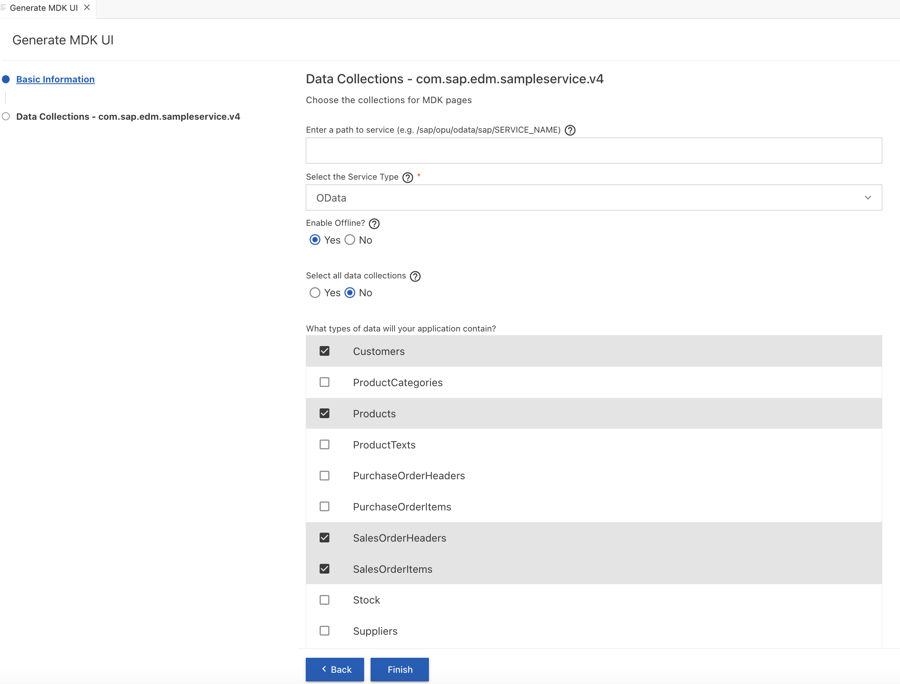 Generate MDK UI
Generate MDK UI
Basic Information
Data Collections - com.sap.edm.sampleservice.v4
Data Collections - com.sap.edm.sampleservice.v4
Choose the collections for MDK pages
Enter a path to service (e.g. /sap/opu/odata/sap/SERVICE_NAME)
Select the Service Type *
OData
Enable Offline?
Yes No
Select all data collections
Yes No
What types of data will your application contain?
Customers
ProductCategories
Products
ProductTexts
PurchaseOrderHeaders
PurchaseOrderItems
SalesOrderHeaders
SalesOrderItems
Stock
Suppliers
Back Finish